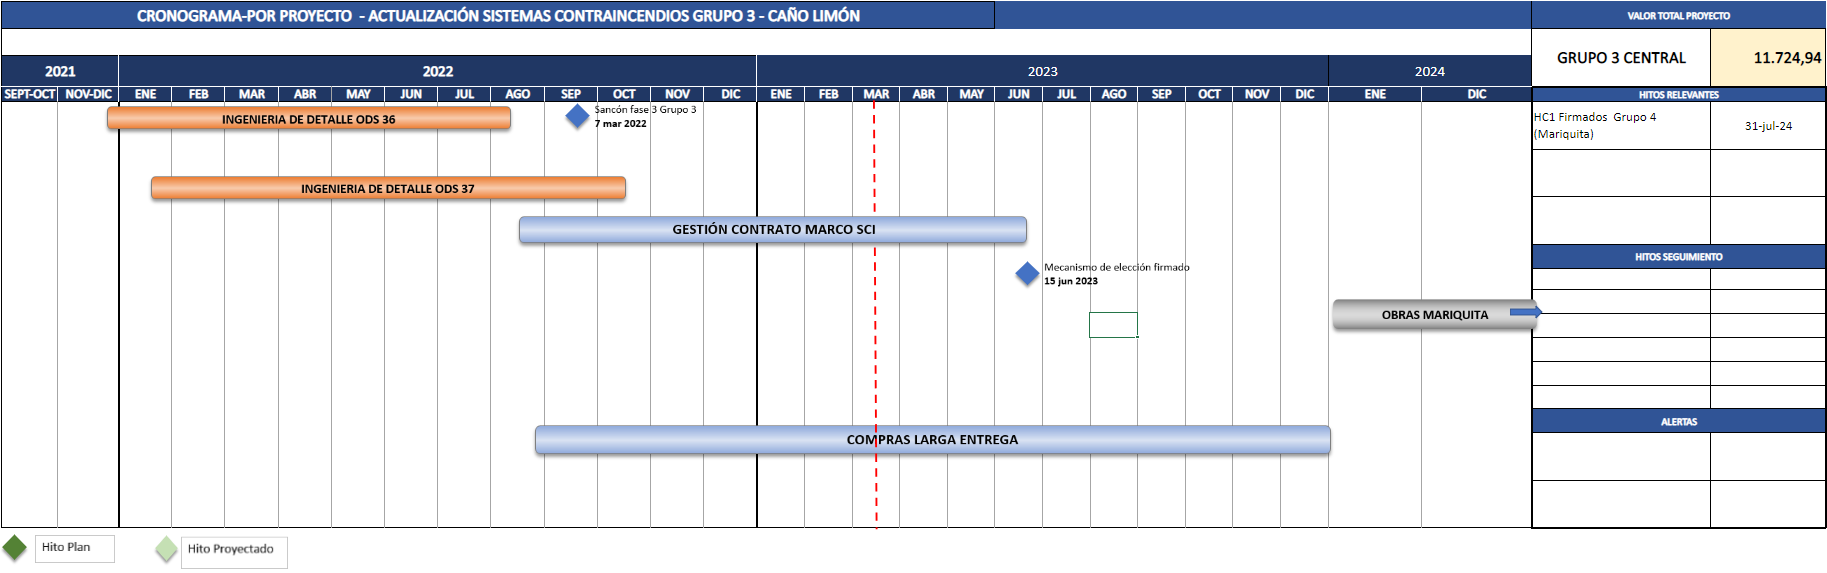 CRONOGRAMA-POR PROYECTO - ACTUALIZACIÓN SISTEMAS CONTRAINCENDIOS GRUPO 3 - CAÑO LIMÓN
VALOR TOTAL PROYECTO
GRUPO 3 CENTRAL 11.724,94
2021 2022 2023 2024
SEPT-OCT NOV-DIC ENE FEB MAR ABR MAY JUN JUL AGO SEP OCT NOV DIC ENE FEB MAR ABR MAY JUN JUL AGO SEP OCT NOV DIC ENE DIC
HITOS RELEVANTES
INGENIERIA DE DETALLE ODS 36
Sancón fase 3 Grupo 3
7 mar 2022
HC1 Firmados Grupo 4
(Mariquita)
31-jul-24
INGENIERIA DE DETALLE ODS 37
GESTIÓN CONTRATO MARCO SCI
HITOS SEGUIMIENTO
Mecanismo de elección firmado
15 jun 2023
OBRAS MARIQUITA
ALERTAS
COMPRAS LARGA ENTREGA
Hito Plan
Hito Proyectado